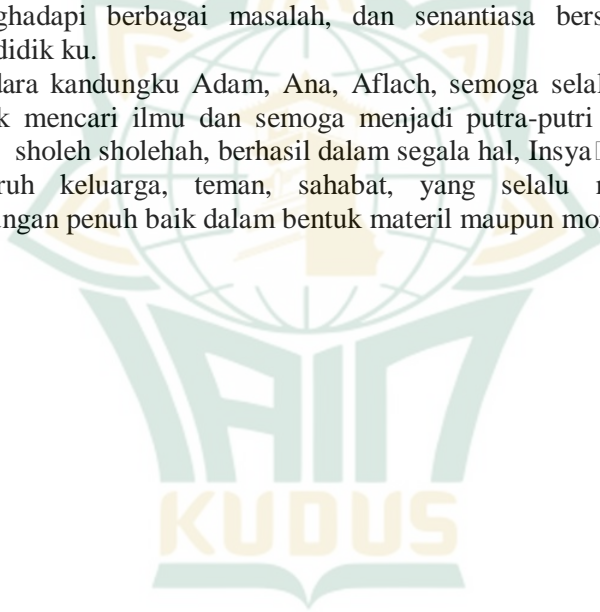 ghadapi berbagai masalah, dan senantiasa bers
didik ku.
dara kandungku Adam, Ana, Aflach, semoga selal
k mencari ilmu dan semoga menjadi putra-putri
sholeh sholehah, berhasil dalam segala hal, Insya
ruh keluarga, teman, sahabat, yang selalu m
ungan penuh baik dalam bentuk materil maupun mo
IAIN
KUDUS